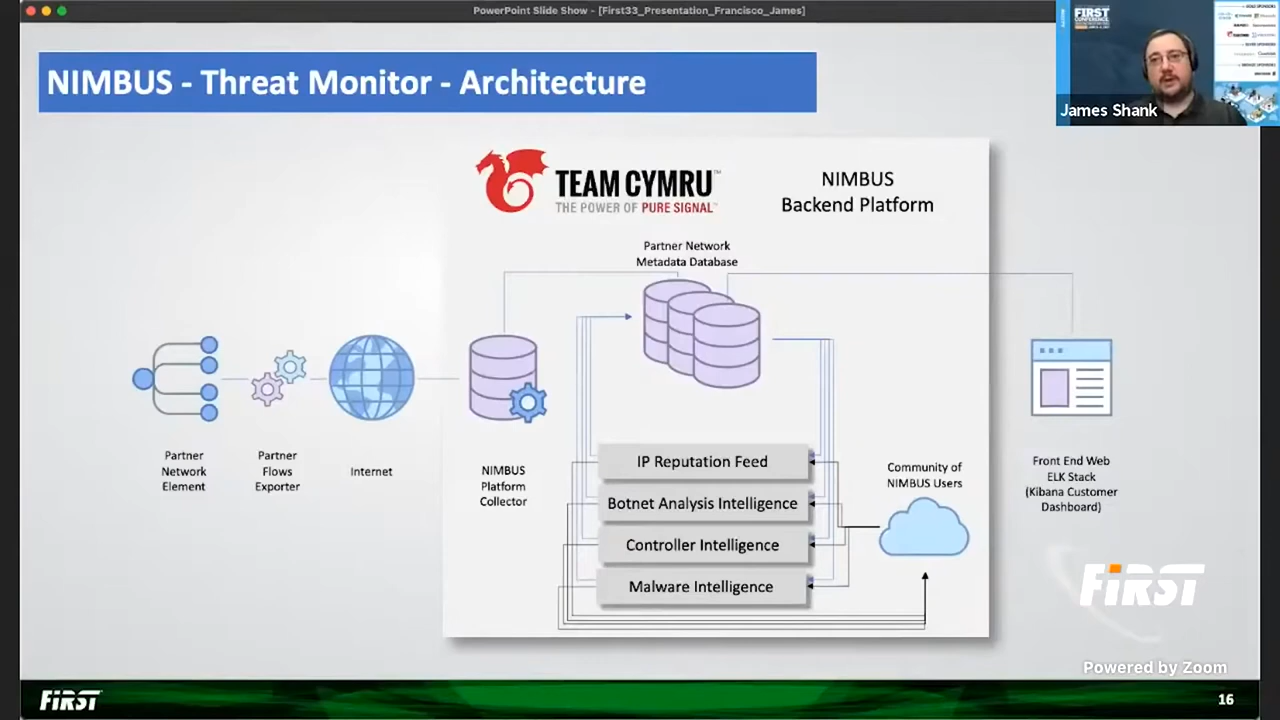 PowerPoint Slide Show - [First33_Presentation_Francisco_James]
NIMBUS - Threat Monitor - Architecture
FIRST
CONFERENCE
James Shank
TEAM CYMRU™
THE POWER OF PURE SIGNAL™
NIMBUS
Backend Platform
Partner Network
Metadata Database
Partner
Network
Element
Partner
Flows
Exporter
Internet
NIMBUS
Platform
Collector
IP Reputation Feed
Botnet Analysis Intelligence
Controller Intelligence
Malware Intelligence
Community of
NIMBUS Users
Front End Web
ELK Stack
(Kibana Customer
Dashboard)
FIRST
Powered by Zoom
FIRST
16